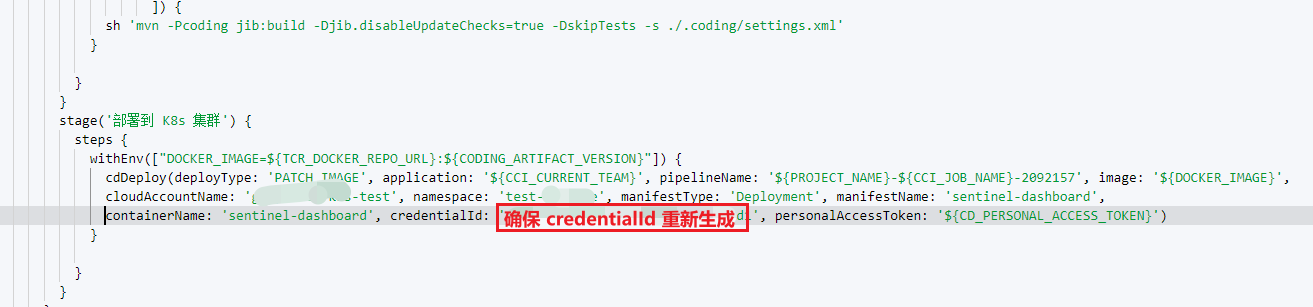 ]) {
sh 'mvn -Pcoding jib:build -Djib.disableUpdateChecks=true -DskipTests -s ./.coding/settings.xml'
}
}
}
stage('部署到 K8s 集群') {
steps {
withEnv(["DOCKER_IMAGE=${TCR_DOCKER_REPO_URL}:${CODING_ARTIFACT_VERSION}"]) {
cdDeploy(deployType: 'PATCH_IMAGE', application: '${CCI_CURRENT_TEAM}', pipelineName: '${PROJECT_NAME}-${CCI_JOB_NAME}-2092157', image: '${DOCKER_IMAGE}',
cloudAccountName: '-test', namespace: 'test-', manifestType: 'Deployment', manifestName: 'sentinel-dashboard',
containerName: 'sentinel-dashboard', credentialId: '确保 credentialId 重新生成', personalAccessToken: '${CD_PERSONAL_ACCESS_TOKEN}')
}
}
}